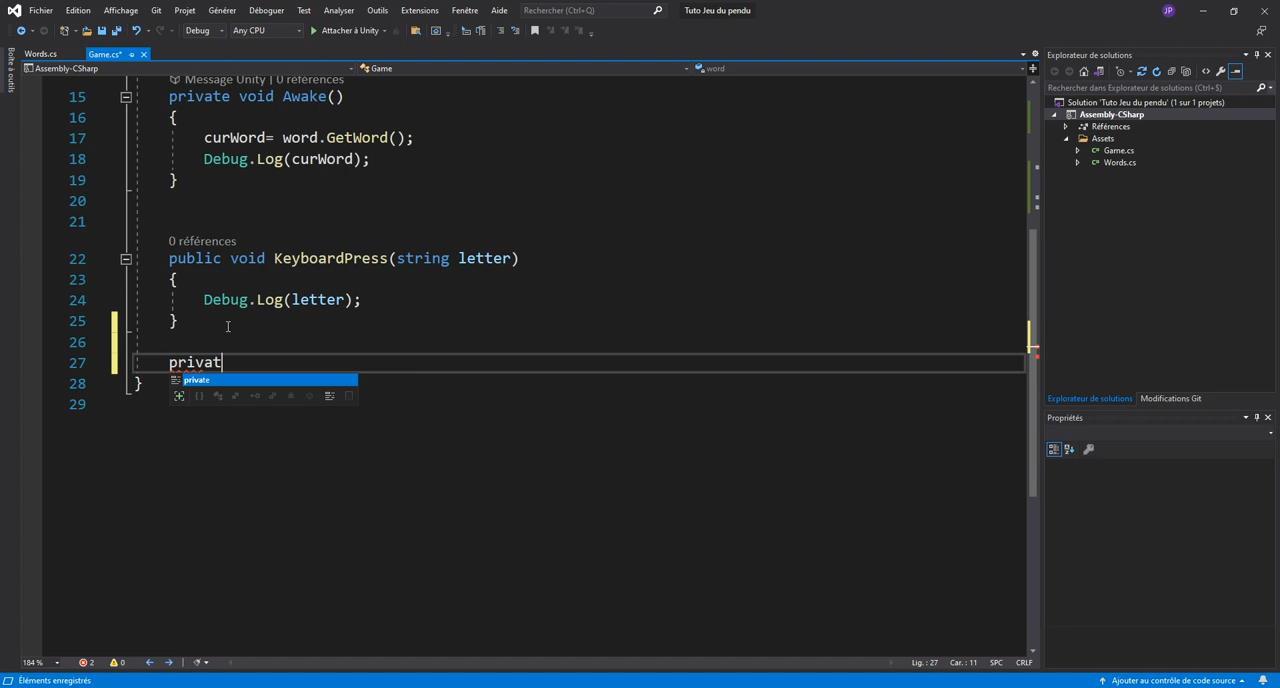 Fichier Edition Affichage Git Projet Générer Déboguer Test Analyser Outils Extensions Fenêtre Aide Rechercher (Ctrl+Q) Tuto Jeu du pendu JP
Debug Any CPU Attacher à Unity
Boîte à outils
Words.cs Game.cs*
Assembly-CSharp Game word
Message Unity | 0 références
15 private void Awake()
16 {
17 curWord= word.GetWord();
18 Debug.Log(curWord);
19 }
20
21
0 références
22 public void KeyboardPress(string letter)
23 {
24 Debug.Log(letter);
25 }
26
27 privat
private
28 }
29
Explorateur de solutions
Rechercher dans Explorateur de solutions (Ctrl+$)
Solution 'Tuto Jeu du pendu' (1 sur 1 projets)
Assembly-CSharp
Références
Assets
Game.cs
Words.cs
Explorateur de solutions Modifications Git
Propriétés
184 % 2 0 Lig. : 27 Car. : 11 SPC CRLF
Éléments enregistrés Ajouter au contrôle de code source